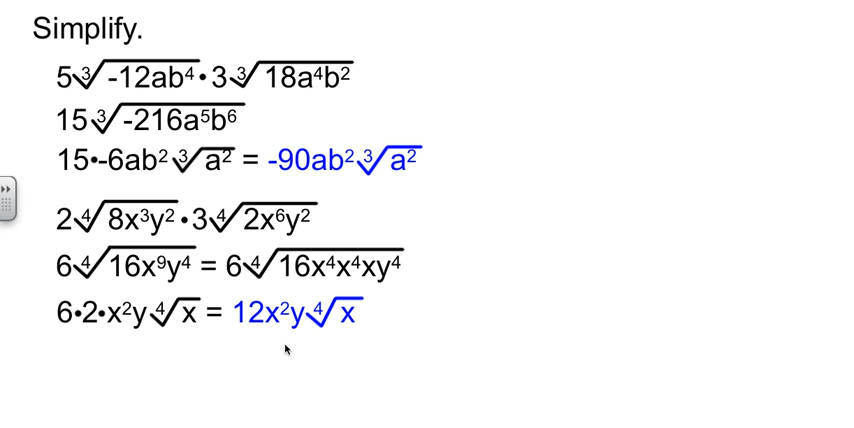 Simplify.
5∛-12ab⁴•3∛18a⁴b²
15∛-216a⁵b⁶
15•-6ab²∛a² = -90ab²∛a²
2∜8x³y²•3∜2x⁶y²
6∜16x⁹y⁴ = 6∜16x⁴x⁴xy⁴
6•2•x²y∜x = 12x²y∜x